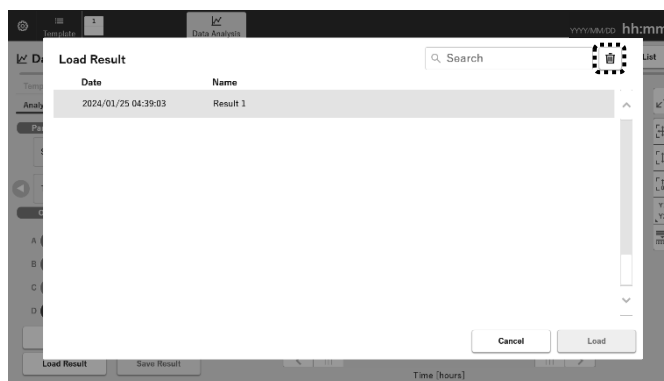 Template
1
Data Analysis
YYYY/MM/DD hh:mm
Load Result
Search
List
Date Name
2024/01/25 04:39:03 Result 1
A
B
C
D
Cancel Load
Load Result Save Result
Time [hours]